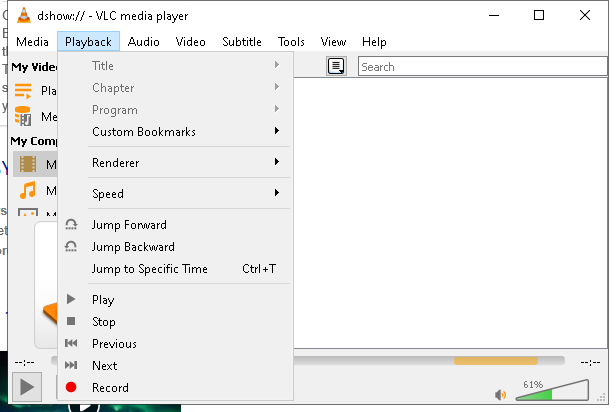 dshow:// - VLC media player
Media Playback Audio Video Subtitle Tools View Help
My Vide
Search
Title
Pla
Chapter
Me
Program
Custom Bookmarks
My Comp
Renderer
M
Speed
M
Jump Forward
Jump Backward
Jump to Specific Time Ctrl+T
Play
Stop
Previous
Next
Record
--:--
--:--
61%